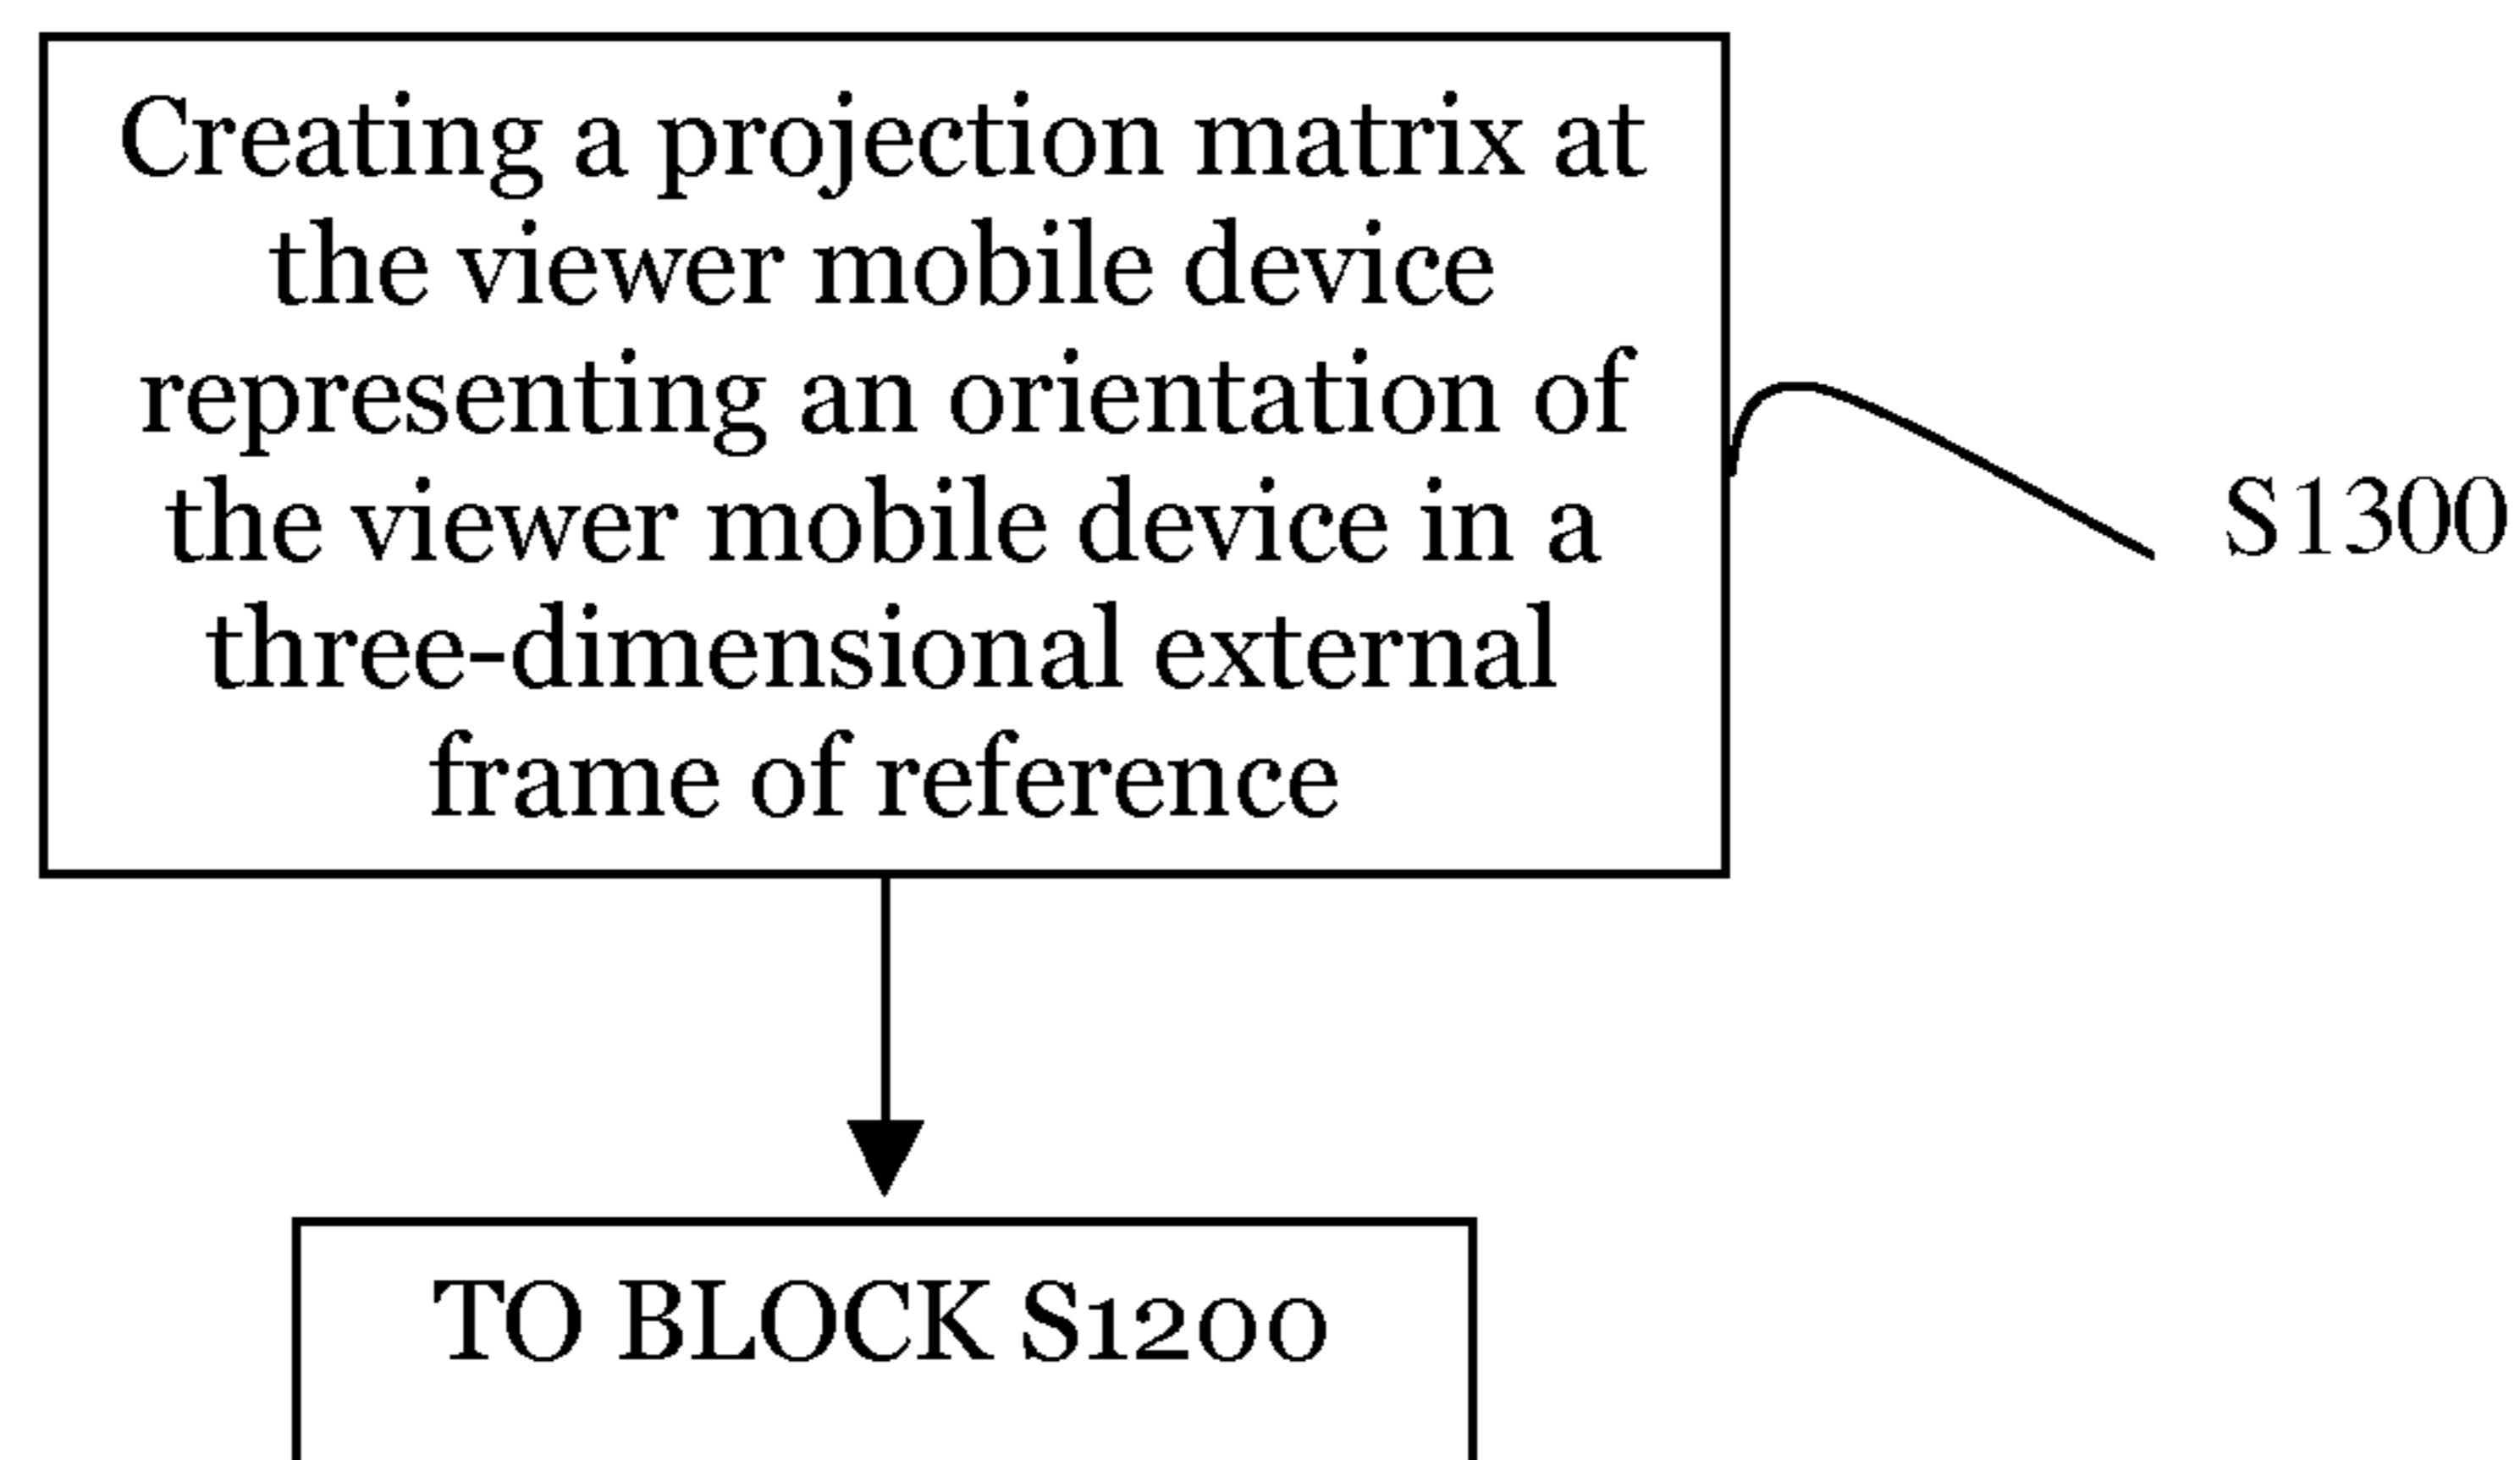 Creating a projection matrix at
the viewer mobile device
representing an orientation of
the viewer mobile device in a
three-dimensional external
frame of reference
S1300
TO BLOCK S1200